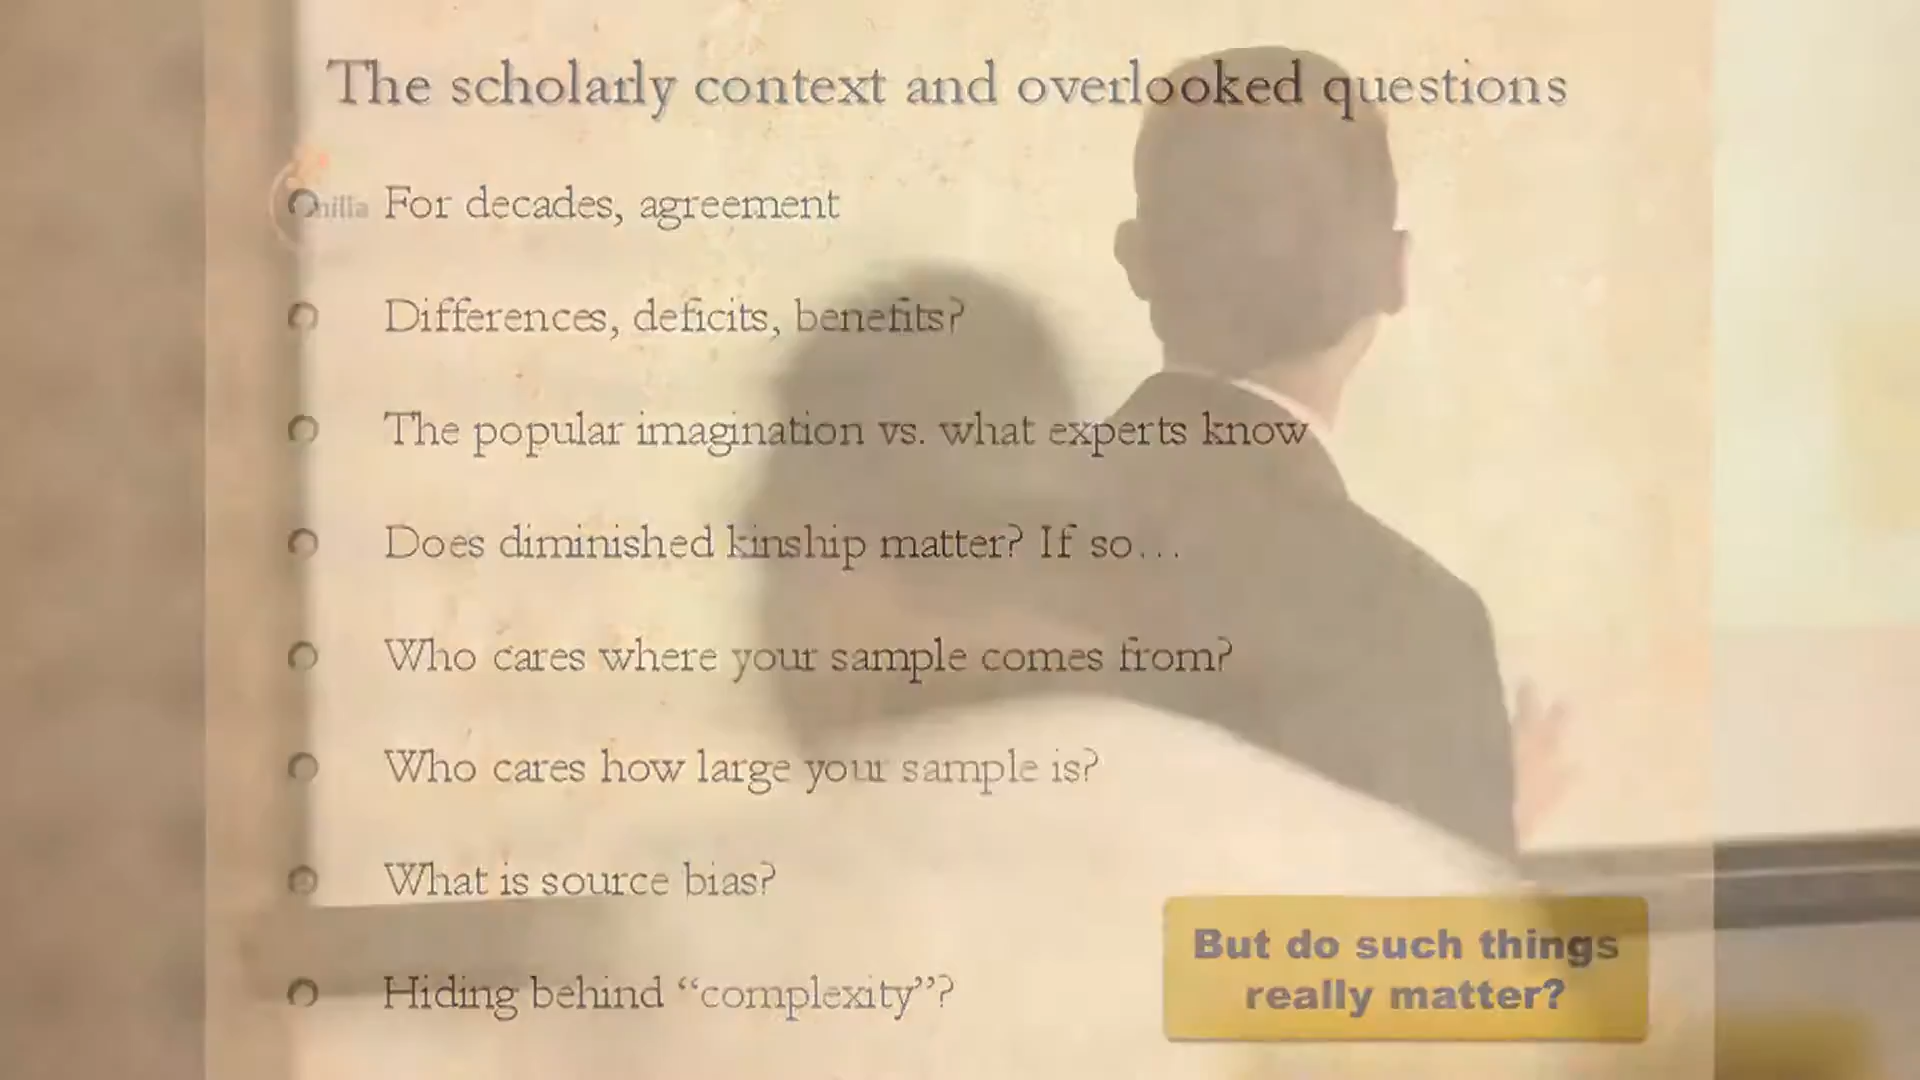 The scholarly context and overlooked questions
For decades, agreement
Differences, deficits, benefits?
The popular imagination vs. what experts know
Does diminished kinship matter? If so…
Who cares where your sample comes from?
Who cares how large your sample is?
What is source bias?
Hiding behind “complexity”?
But do such things
really matter?